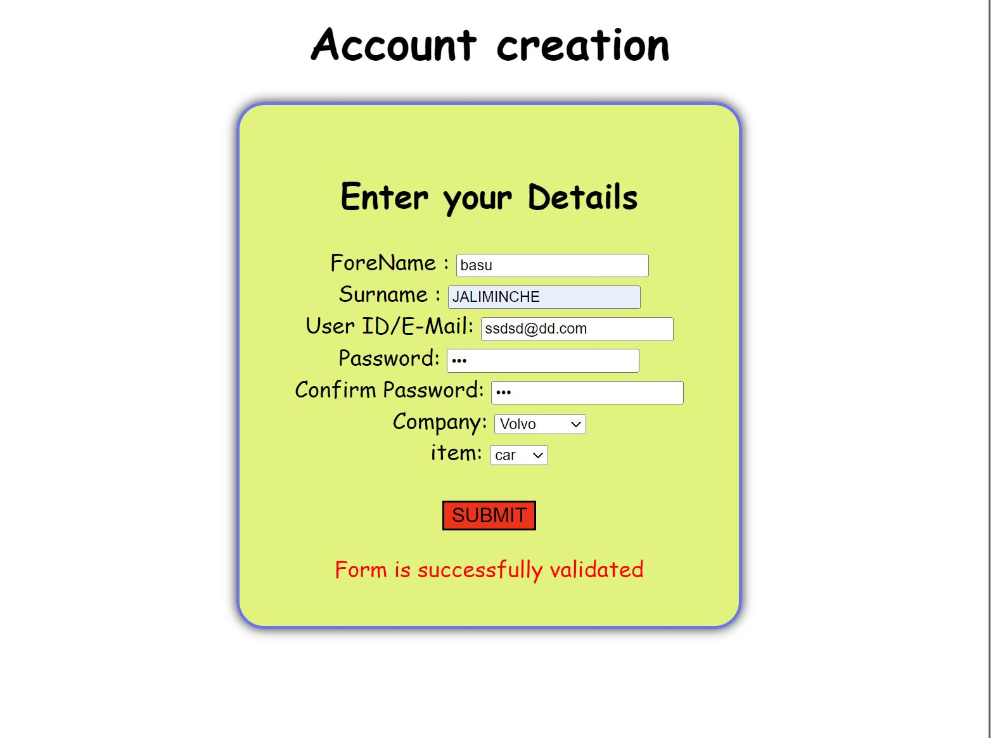 Account creation
Enter your Details
ForeName : basu
Surname : JALIMINCHE
User ID/E-Mail: ssdsd@dd.com
Password: •••
Confirm Password: •••
Company: Volvo
item: car
SUBMIT
Form is successfully validated